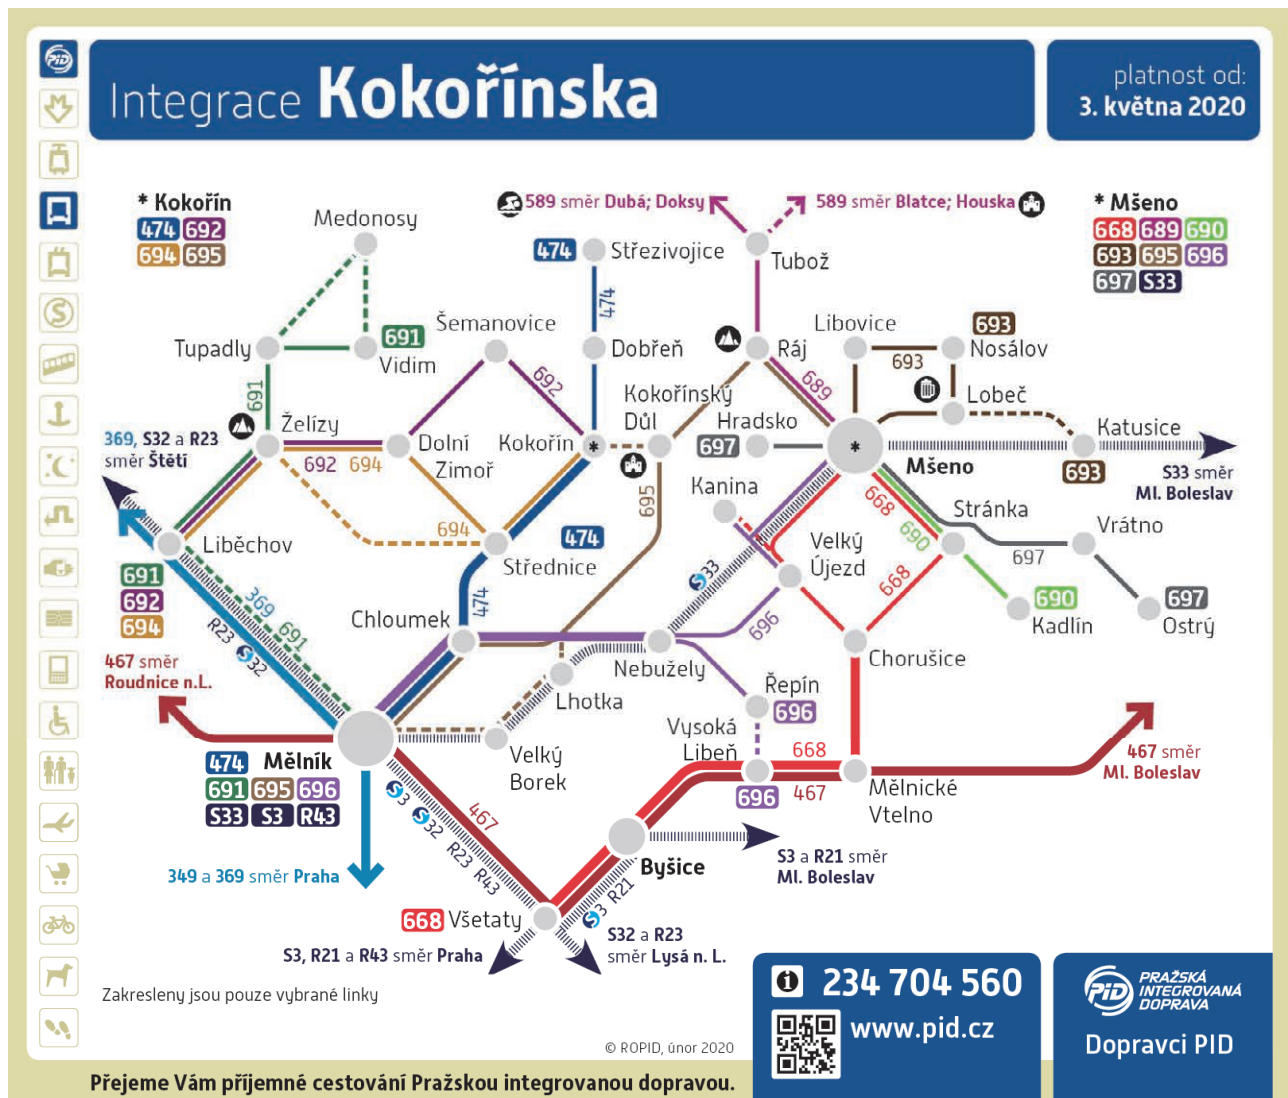 PiD
Integrace Kokořínska
platnost od:
3. května 2020
* Kokořín
474 692
694 695
Medonosy
589 směr Dubá; Doksy
589 směr Blatce; Houska
* Mšeno
668 689 690
693 695 696
697 S33
474 Střezivojice
Tubož
474
Šemanovice
Libovice
693
Tupadly
691
Vidim
Dobřeň
Ráj
693
Nosálov
692
689
691
Kokořínský
Důl
Lobeč
Želízy
Hradsko
697
369, S32 a R23
směr Štětí
692 694
Dolní
Zimoř
Kokořín
*
*
Mšeno
Katusice
693
S33 směr
Ml. Boleslav
Kanina
695
668
Stránka
694
474
690
Vrátno
Liběchov
Střednice
Velký
Újezd
697
S33
691
692
694
369
691
R23
S32
Chloumek
474
696
668
690
Kadlín
697
Ostrý
467 směr
Roudnice n.L.
Nebužely
Chorušice
Lhotka
Řepín
696
Vysoká
Libeň
668
474 Mělník
691 695 696
S33 S3 R43
Velký
Borek
467 směr
Ml. Boleslav
696
467
Mělnické
Vtelno
S3
S32
R23
R43
467
349 a 369 směr Praha
Byšice
S3 a R21 směr
Ml. Boleslav
S3 R21
668 Všetaty
S3, R21 a R43 směr Praha
S32 a R23
směr Lysá n. L.
Zakresleny jsou pouze vybrané linky
© ROPID, únor 2020
234 704 560
www.pid.cz
PiD PRAŽSKÁ
INTEGROVANÁ
DOPRAVA
Dopravci PID
Přejeme Vám příjemné cestování Pražskou integrovanou dopravou.